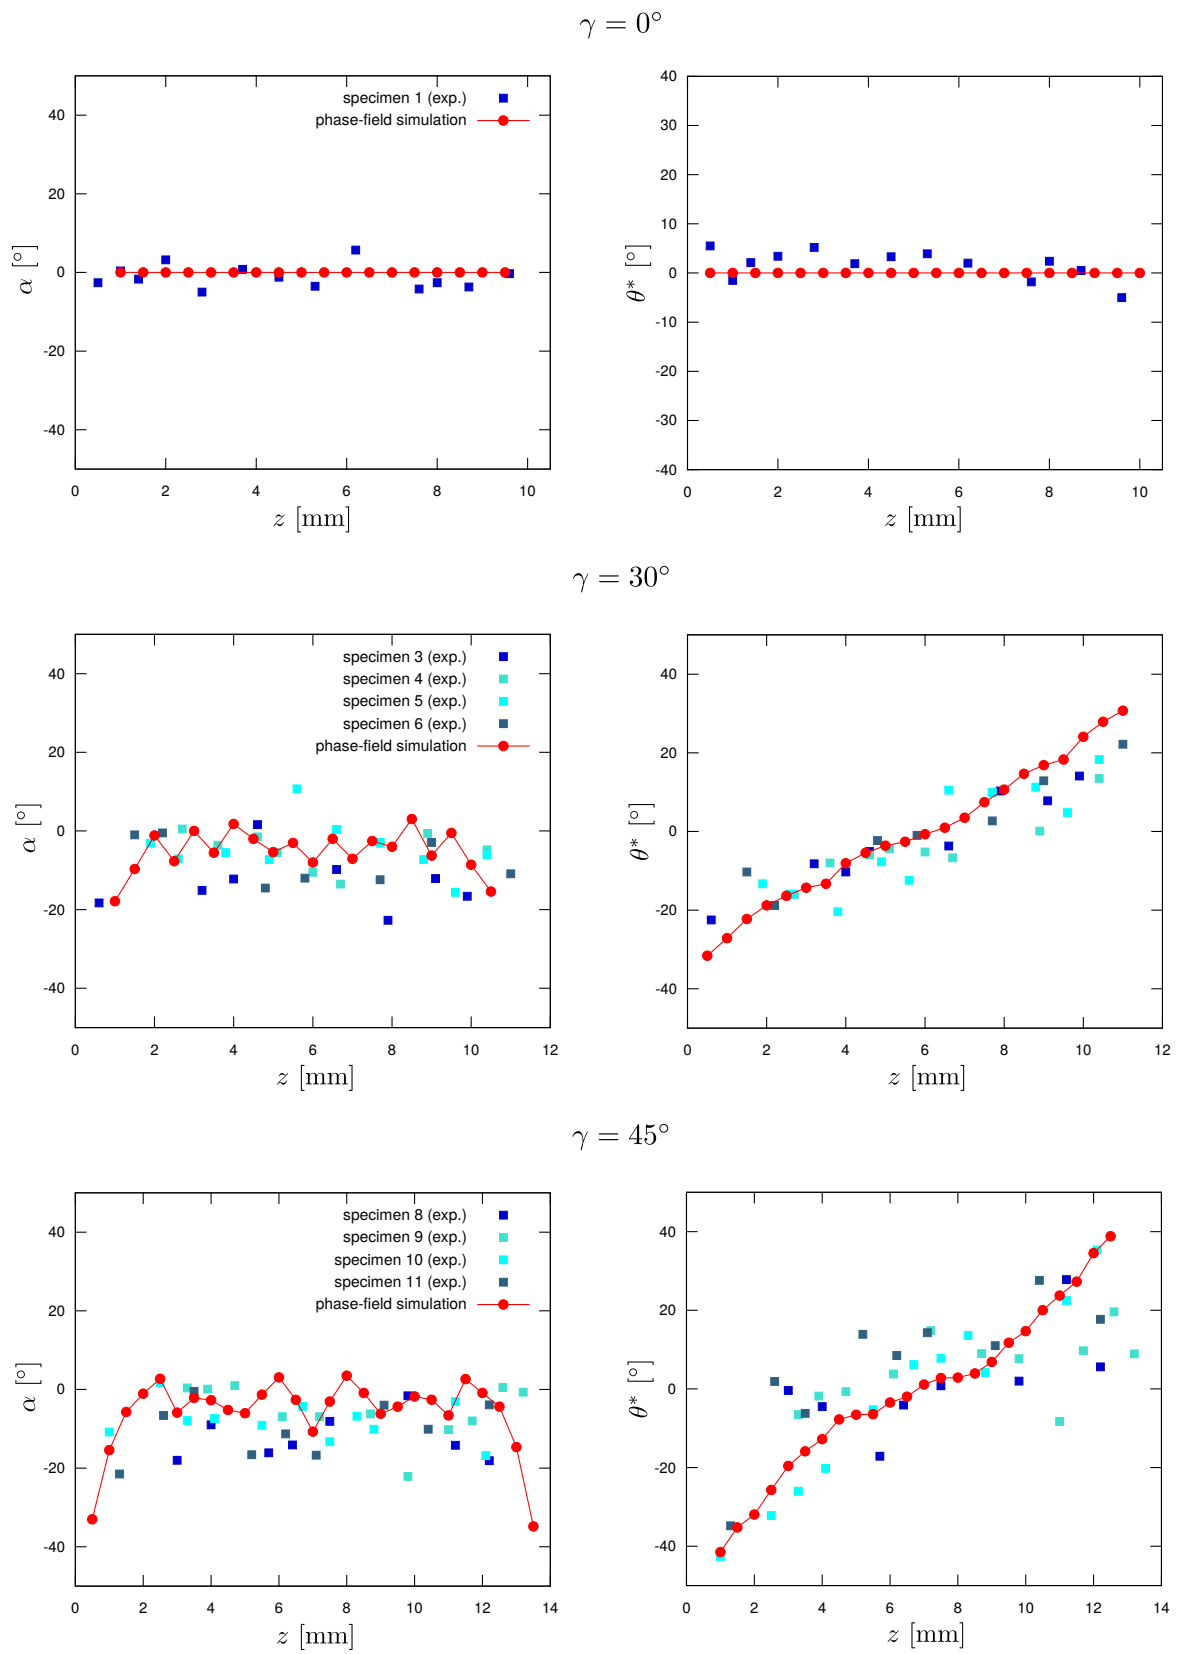 γ = 0°
40
20
0
-20
-40
α [°]
specimen 1 (exp.)
phase-field simulation
0 2 4 6 8 10
z [mm]
40
30
20
10
0
-10
-20
-30
-40
θ* [°]
0 2 4 6 8 10
z [mm]
γ = 30°
40
20
0
-20
-40
α [°]
specimen 3 (exp.)
specimen 4 (exp.)
specimen 5 (exp.)
specimen 6 (exp.)
phase-field simulation
0 2 4 6 8 10 12
z [mm]
40
20
0
-20
-40
θ* [°]
0 2 4 6 8 10 12
z [mm]
γ = 45°
40
20
0
-20
-40
α [°]
specimen 8 (exp.)
specimen 9 (exp.)
specimen 10 (exp.)
specimen 11 (exp.)
phase-field simulation
0 2 4 6 8 10 12 14
z [mm]
40
20
0
-20
-40
θ* [°]
0 2 4 6 8 10 12 14
z [mm]